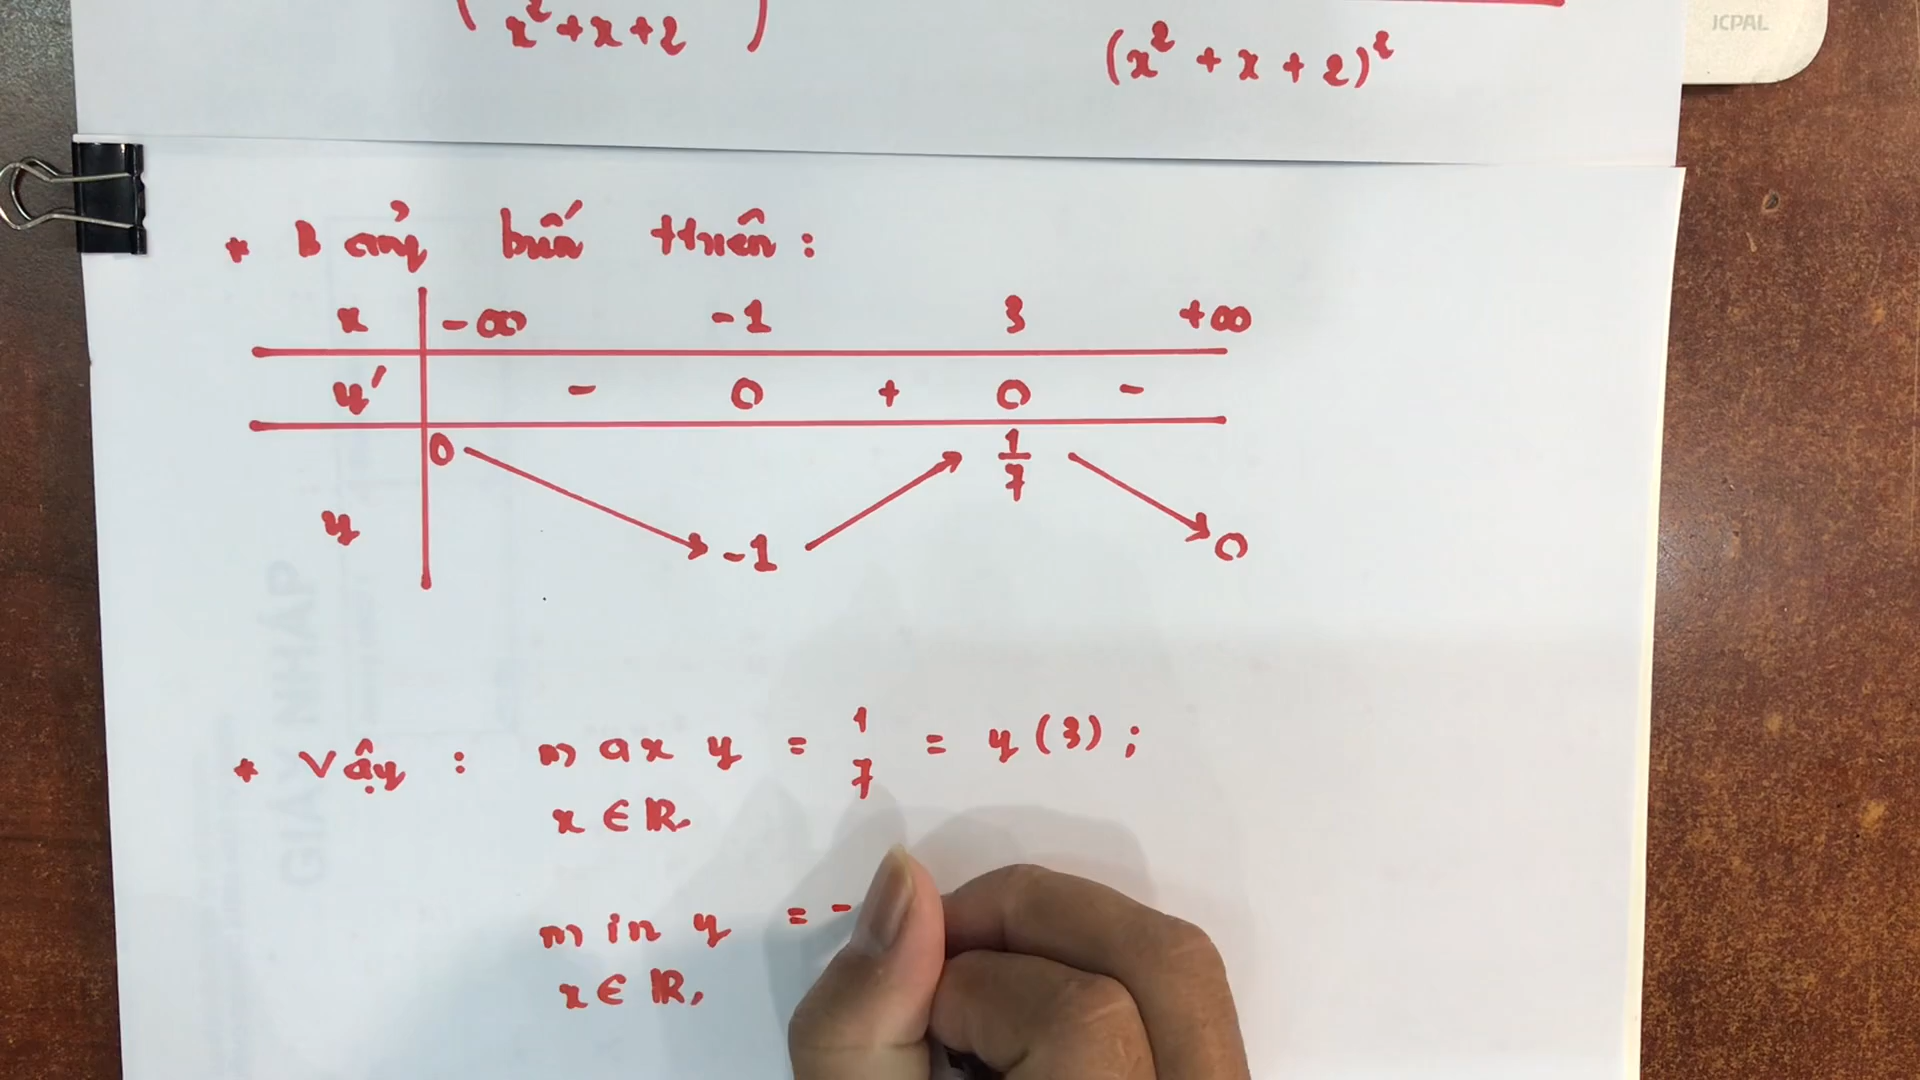 x² + x + 2
JCPAL
(x² + x + 2)²
* Bảng biến thiên :
x -∞ -1 3 +∞
y' - 0 + 0 -
y 0 -1 1/7 0
* Vậy : max y = 1/7 = y(3) ;
x ∈ ℝ
min y = -
x ∈ ℝ